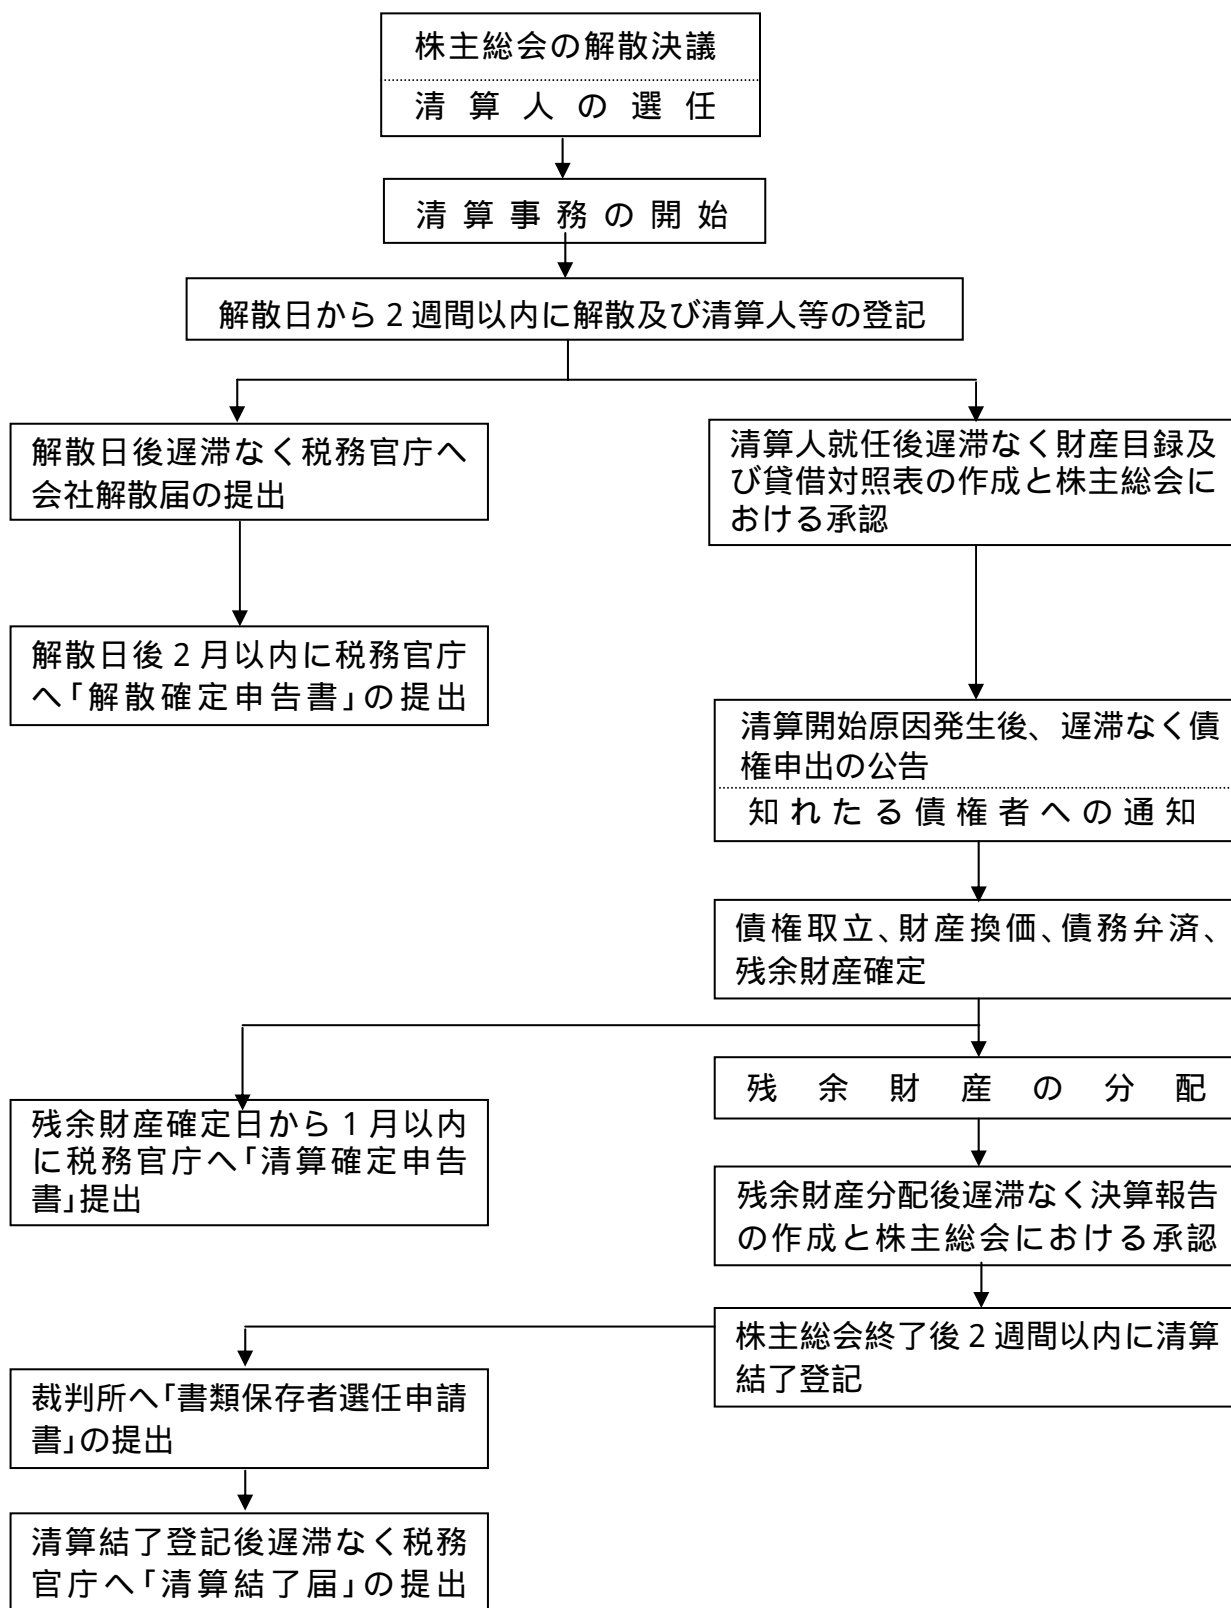 株主総会の解散決議
清算人の選任
清算事務の開始
解散日から２週間以内に解散及び清算人等の登記
解散日後遅滞なく税務官庁へ
会社解散届の提出
清算人就任後遅滞なく財産目録及
び貸借対照表の作成と株主総会に
おける承認
解散日後２月以内に税務官庁
へ「解散確定申告書」の提出
清算開始原因発生後、遅滞なく債
権申出の公告
知れたる債権者への通知
債権取立、財産換価、債務弁済、
残余財産確定
残余財産の分配
残余財産確定日から１月以内
に税務官庁へ「清算確定申告
書」提出
残余財産分配後遅滞なく決算報告
の作成と株主総会における承認
株主総会終了後２週間以内に清算
結了登記
裁判所へ「書類保存者選任申請
書」の提出
清算結了登記後遅滞なく税務
官庁へ「清算結了届」の提出